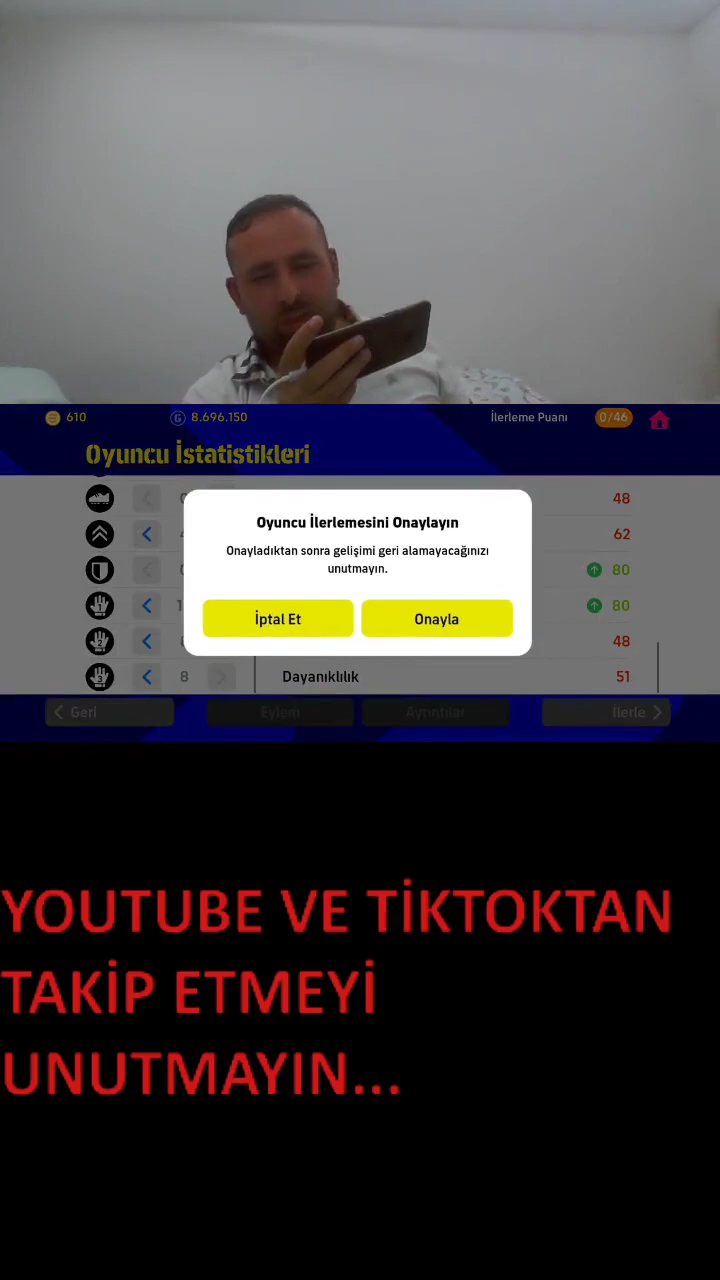 610 8.696.150 İlerleme Puanı 0/46
Oyuncu İstatistikleri
48
62
80
80
48
8 Dayanıklılık 51
Oyuncu İlerlemesini Onaylayın
Onayladıktan sonra gelişimi geri alamayacağınızı
unutmayın.
İptal Et Onayla
Geri Eylem Ayrıntılar İlerle
YOUTUBE VE TİKTOKTAN
TAKİP ETMEYİ
UNUTMAYIN...